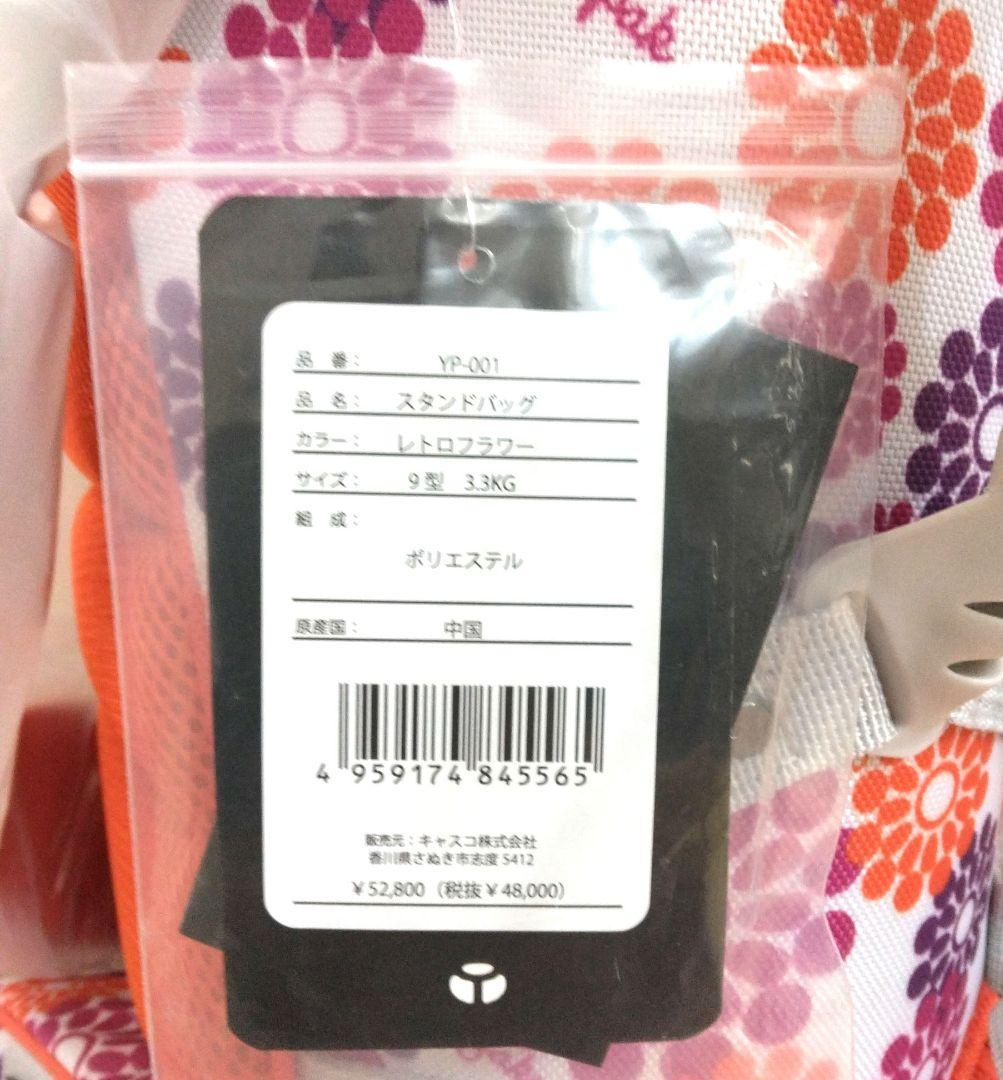 品 番： YP-001
品 名： スタンドバッグ
カラー： レトロフラワー
サイズ： 9型 3.3KG
組 成：
ポリエステル
原産国： 中国
4 959174 845565
販売元：キャスコ株式会社
香川県さぬき市志度 5412
￥52,800（税抜￥48,000）